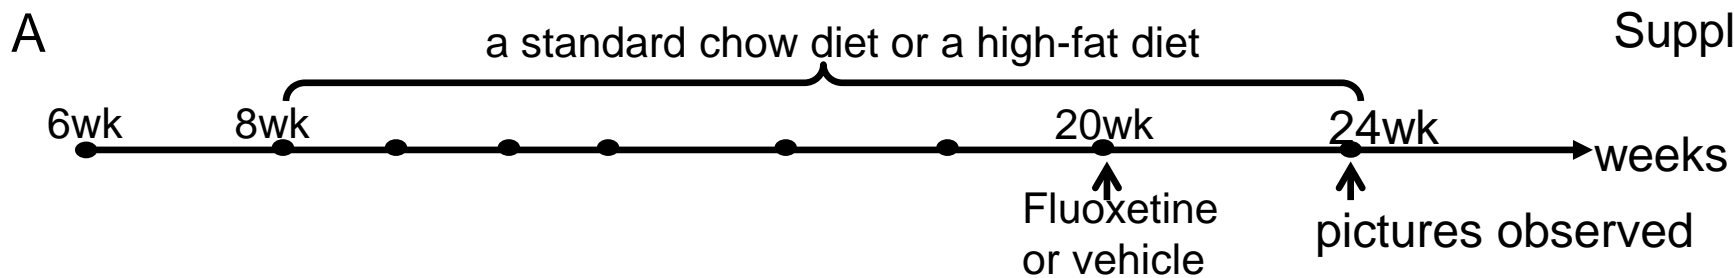 A
Suppl
a standard chow diet or a high-fat diet
6wk
8wk
20wk
24wk
weeks
Fluoxetine
or vehicle
pictures observed